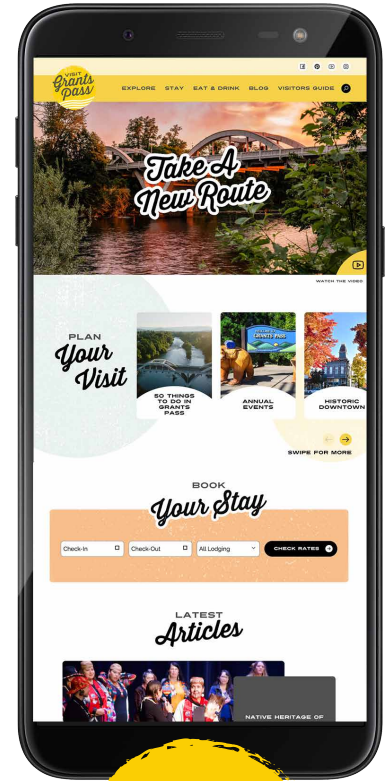 VISIT
Grants
Pass
EXPLORE STAY EAT & DRINK BLOG VISITORS GUIDE
Take A
New Route
WATCH THE VIDEO
PLAN
Your
Visit
50 THINGS
TO DO IN
GRANTS
PASS
GRANTS PASS
ANNUAL
EVENTS
HISTORIC
DOWNTOWN
SWIPE FOR MORE
BOOK
Your Stay
Check-In
Check-Out
All Lodging
CHECK RATES
LATEST
Articles
NATIVE HERITAGE OF